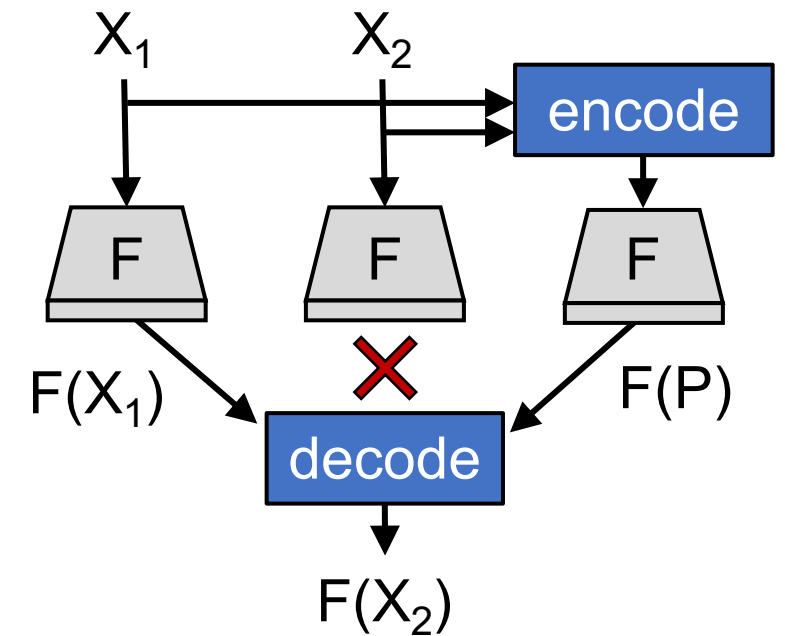 X₁
X₂
encode
F
F
F
F(X₁)
F(P)
decode
F(X₂)